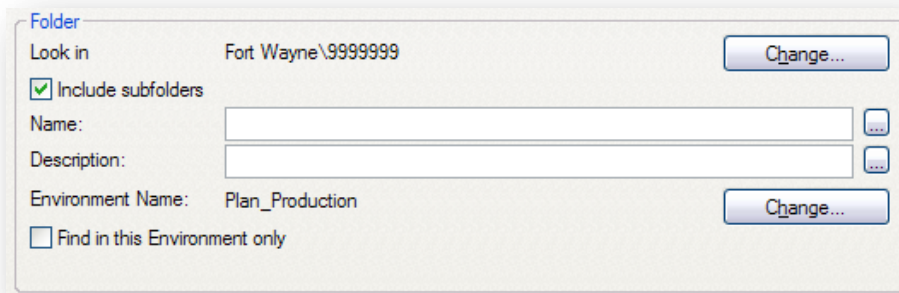 Folder
Look in Fort Wayne\9999999 Change...
Include subfolders
Name: ...
Description: ...
Environment Name: Plan_Production Change...
Find in this Environment only